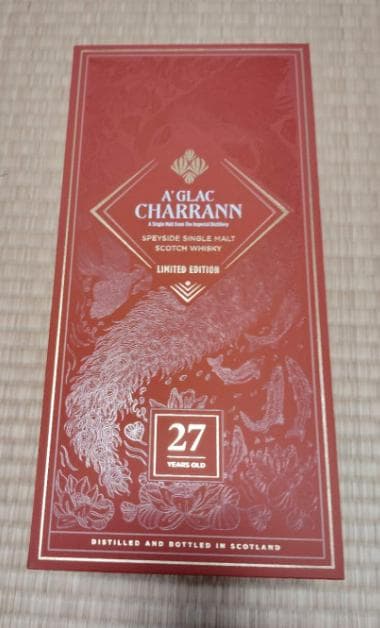 A' GLAC
CHARRANN
A Single Malt from The Imperial Distillery
SPEYSIDE SINGLE MALT
SCOTCH WHISKY
LIMITED EDITION
27
YEARS OLD
DISTILLED AND BOTTLED IN SCOTLAND